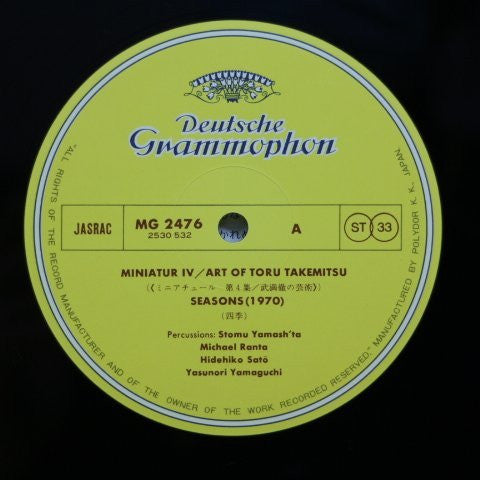 Deutsche
Grammophon
JASRAC
MG 2476
2530 532
A
ST 33
MINIATUR IV/ART OF TORU TAKEMITSU
(《ミニアチュール 第4集/武満徹の芸術》)
SEASONS (1970)
(四季)
Percussions: Stomu Yamash'ta
Michael Ranta
Hidehiko Satô
Yasunori Yamaguchi
"ALL RIGHTS OF THE RECORD MANUFACTURER AND OF THE OWNER OF THE WORK RECORDED RESERVED." MANUFACTURED BY POLYDOR K. K., JAPAN.